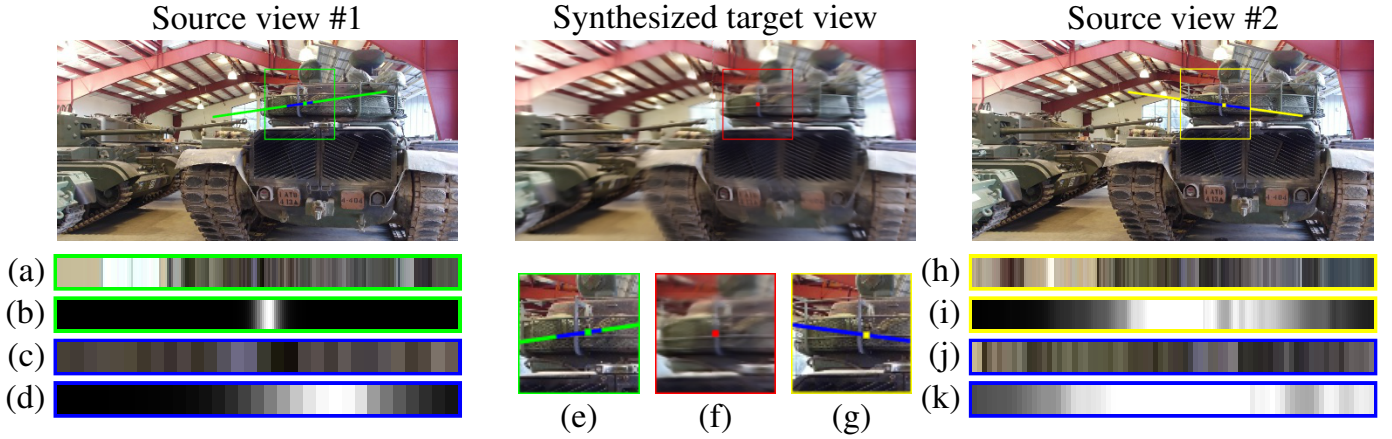 Source view #1
Synthesized target view
Source view #2
(a)
(b)
(c)
(d)
(e)
(f)
(g)
(h)
(i)
(j)
(k)